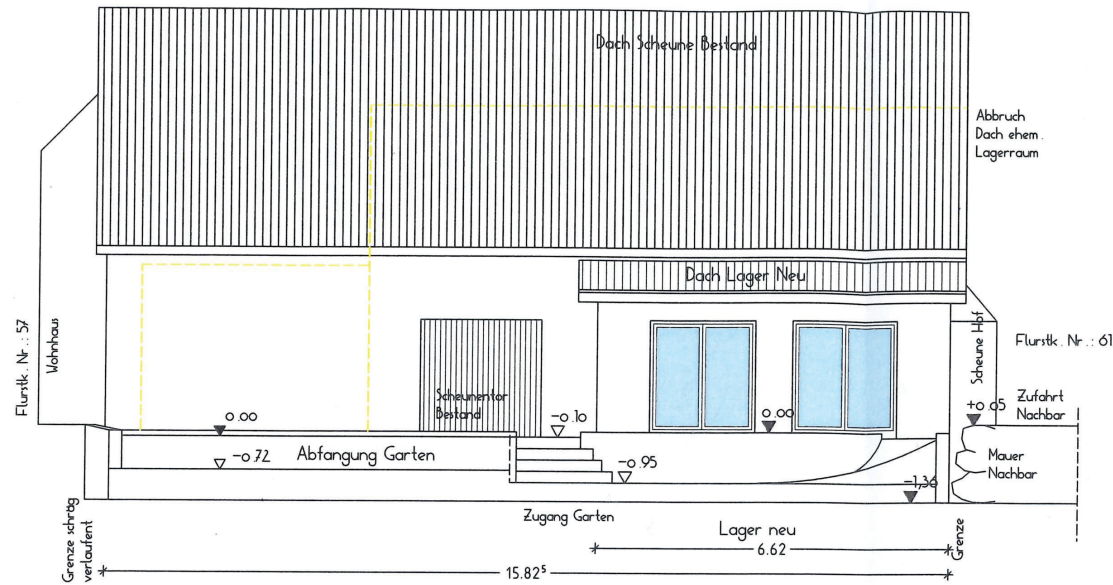 Dach Scheune Bestand
Abbruch
Dach ehem.
Lagerraum
Dach Lager Neu
Flurstk. Nr.: 57
Wohnhaus
Scheune Hof
Flurstk. Nr.: 61
Scheunentor
Bestand
0.00
-0.10
0.00
+0.05
Zufahrt
Nachbar
-0.72
Abfangung Garten
-0.95
Mauer
Nachbar
-1,36
Zugang Garten
Lager neu
6.62
Grenze schräg
verlaufent
Grenze
15.82⁵